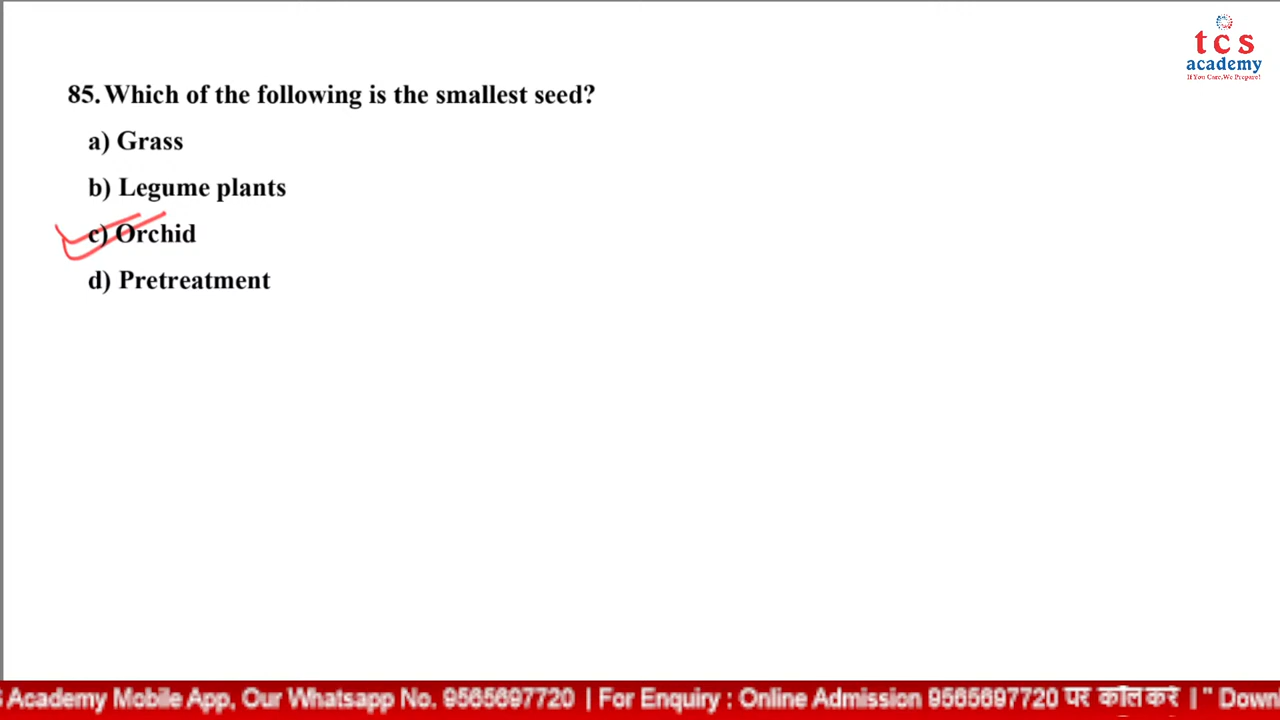 tcs
academy
If You Care,We Prepare!
85. Which of the following is the smallest seed?
a) Grass
b) Legume plants
c) Orchid
d) Pretreatment
S Academy Mobile App, Our Whatsapp No. 9565697720 | For Enquiry : Online Admission 9565697720 पर कॉल करें | " Down